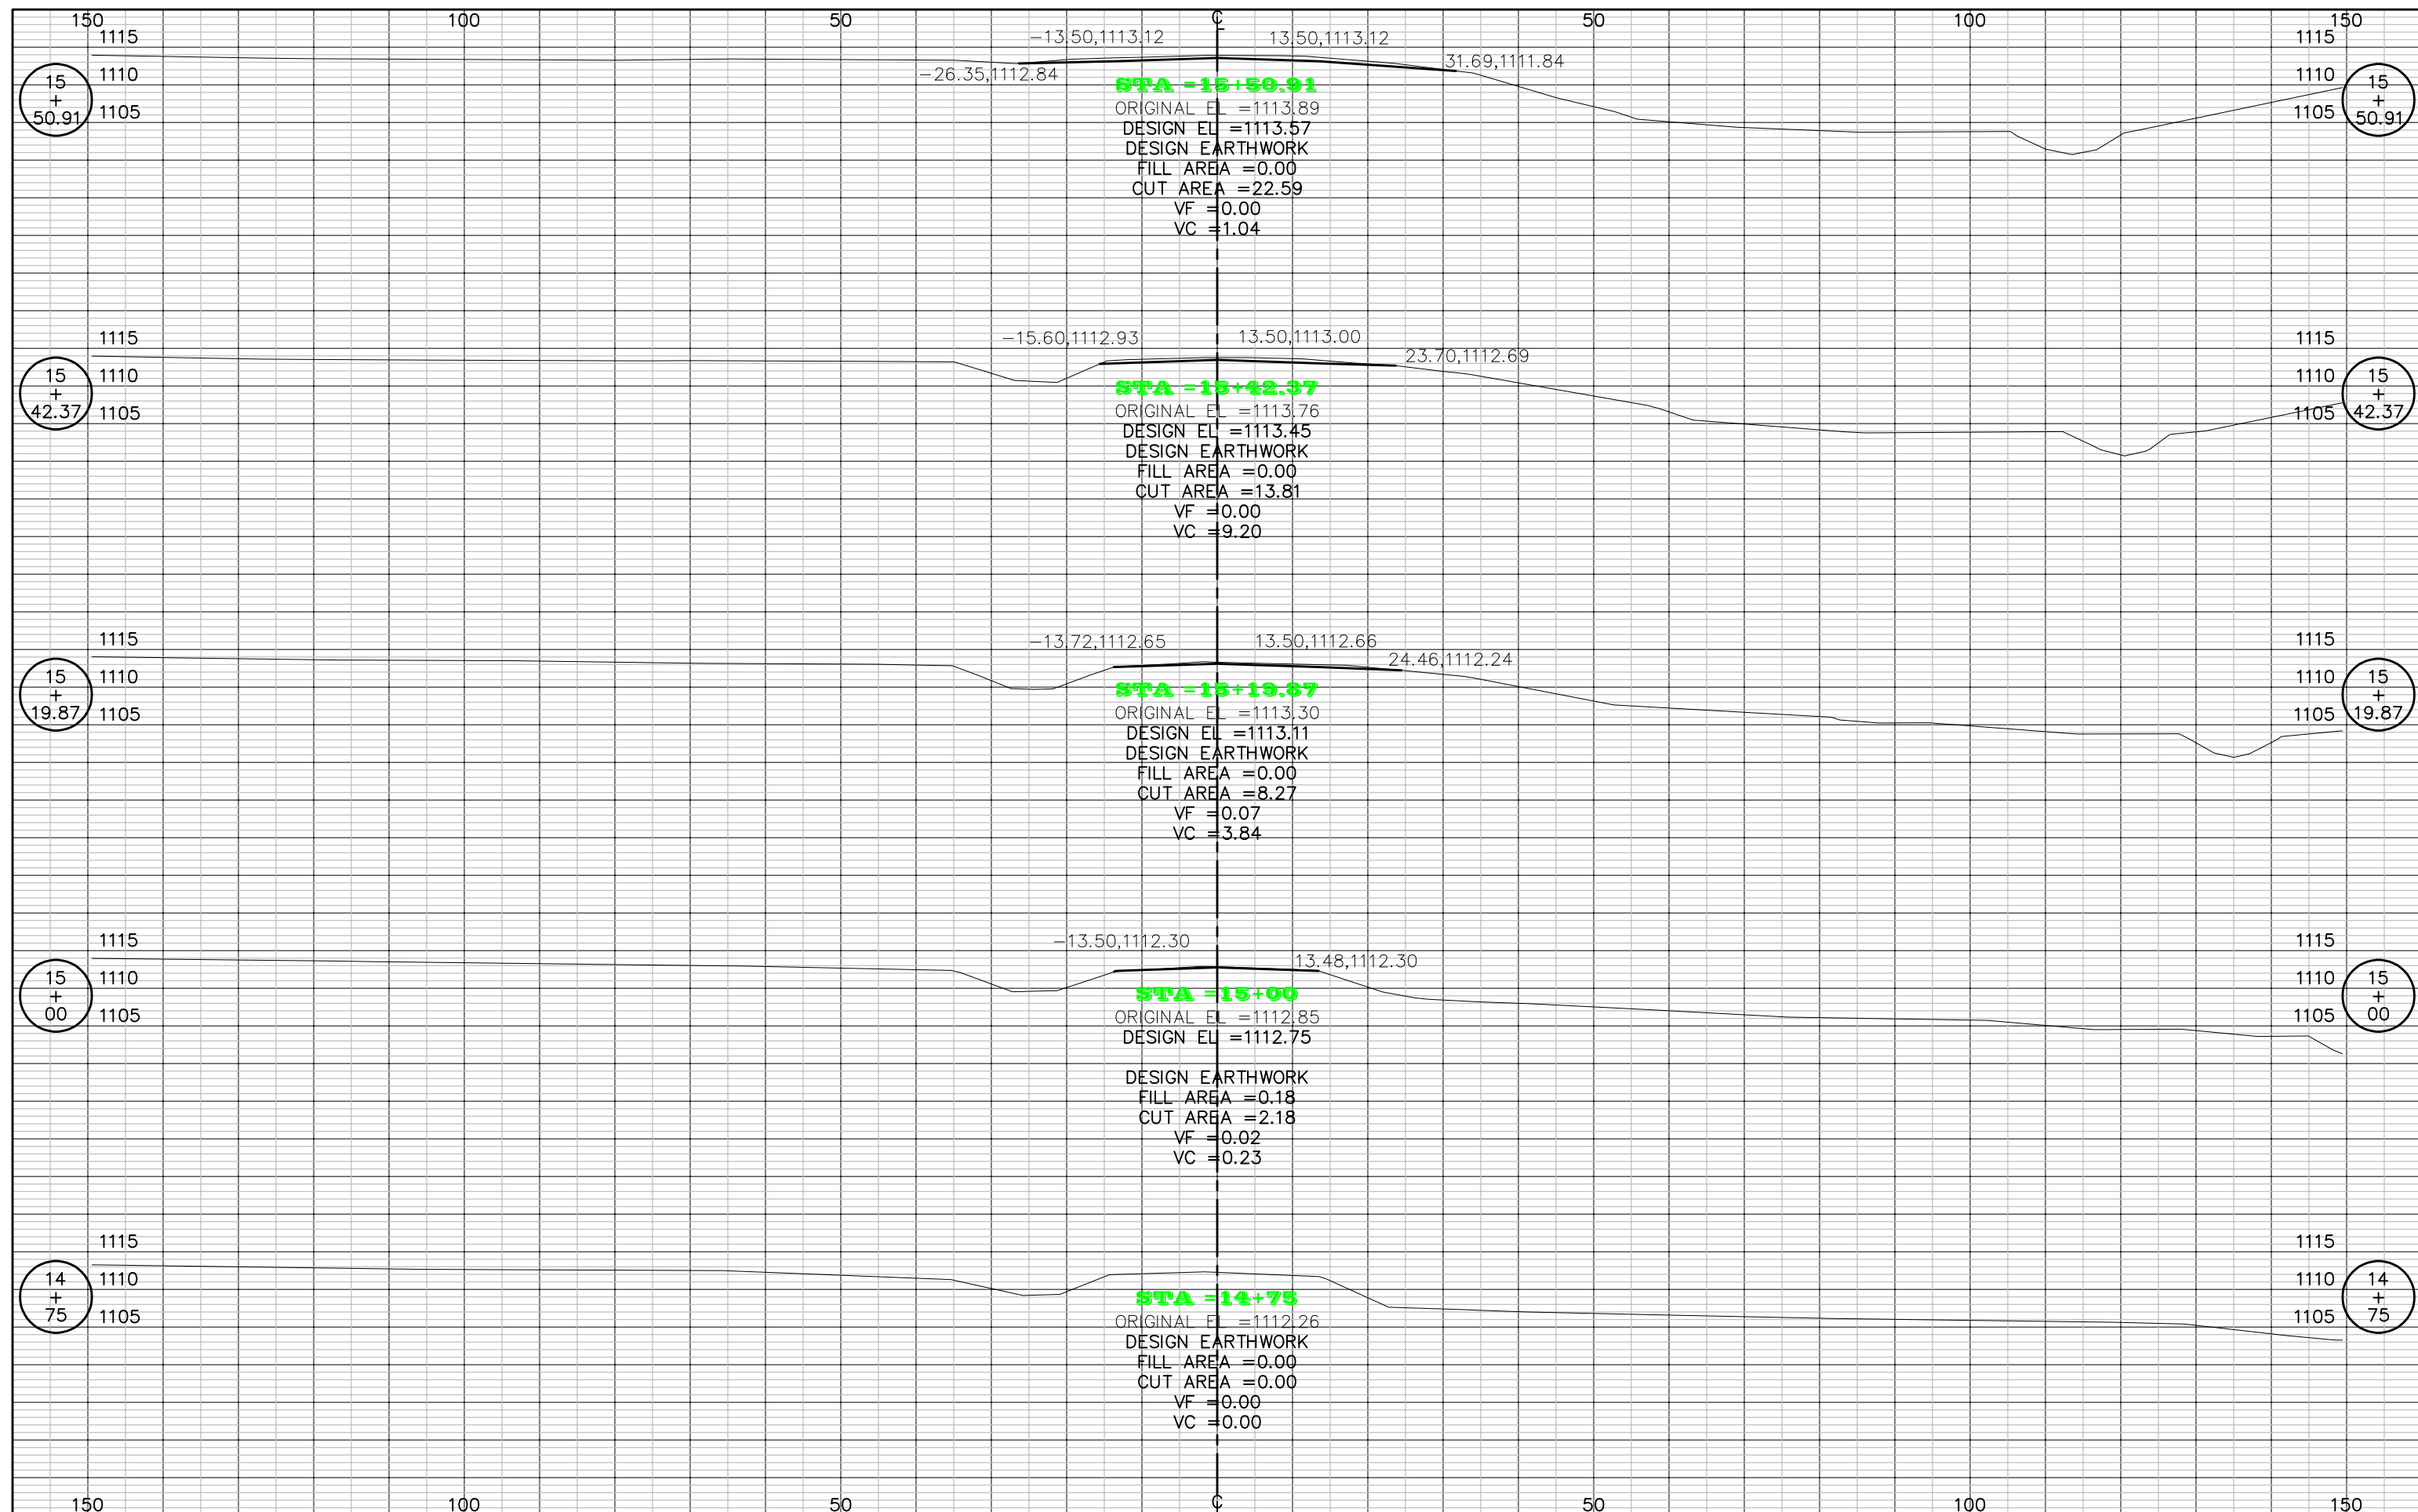 150 100 50 ℄ 50 100 150
1115 -13.50,1113.12 13.50,1113.12 1115
31.69,1111.84
1110 -26.35,1112.84 1110
15 + 50.91
STA =15+50.91
15 + 50.91
1105 ORIGINAL EL =1113.89 1105
DESIGN EL =1113.57
DESIGN EARTHWORK
FILL AREA =0.00
CUT AREA =22.59
VF =0.00
VC =1.04
1115 -15.60,1112.93 13.50,1113.00 1115
23.70,1112.69
1110 1110
15 + 42.37
STA =15+42.37
15 + 42.37
1105 ORIGINAL EL =1113.76 1105
DESIGN EL =1113.45
DESIGN EARTHWORK
FILL AREA =0.00
CUT AREA =13.81
VF =0.00
VC =9.20
1115 -13.72,1112.65 13.50,1112.66 1115
24.46,1112.24
1110 1110
15 + 19.87
STA =15+19.87
15 + 19.87
1105 ORIGINAL EL =1113.30 1105
DESIGN EL =1113.11
DESIGN EARTHWORK
FILL AREA =0.00
CUT AREA =8.27
VF =0.07
VC =3.84
1115 -13.50,1112.30 1115
13.48,1112.30
1110 1110
15 + 00
STA =15+00
15 + 00
1105 ORIGINAL EL =1112.85 1105
DESIGN EL =1112.75
DESIGN EARTHWORK
FILL AREA =0.18
CUT AREA =2.18
VF =0.02
VC =0.23
1115 1115
1110 1110
14 + 75
STA =14+75
14 + 75
1105 ORIGINAL EL =1112.26 1105
DESIGN EARTHWORK
FILL AREA =0.00
CUT AREA =0.00
VF =0.00
VC =0.00
150 100 50 ℄ 50 100 150